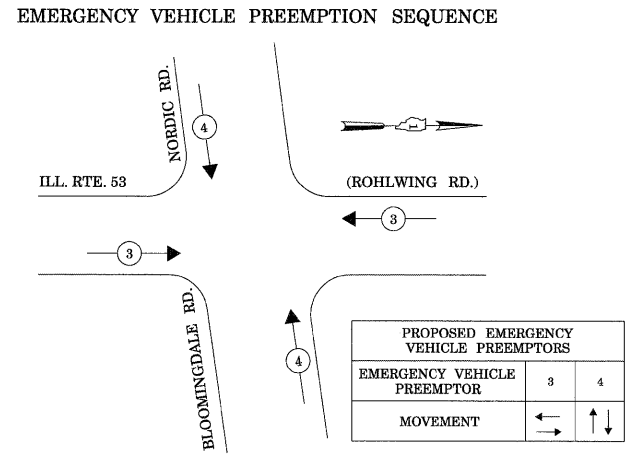 EMERGENCY VEHICLE PREEMPTION SEQUENCE
NORDIC RD.
4
ILL. RTE. 53
(ROHLWING RD.)
3
3
BLOOMINGDALE RD.
4
PROPOSED EMERGENCY
VEHICLE PREEMPTORS
EMERGENCY VEHICLE
PREEMPTOR
3
4
MOVEMENT